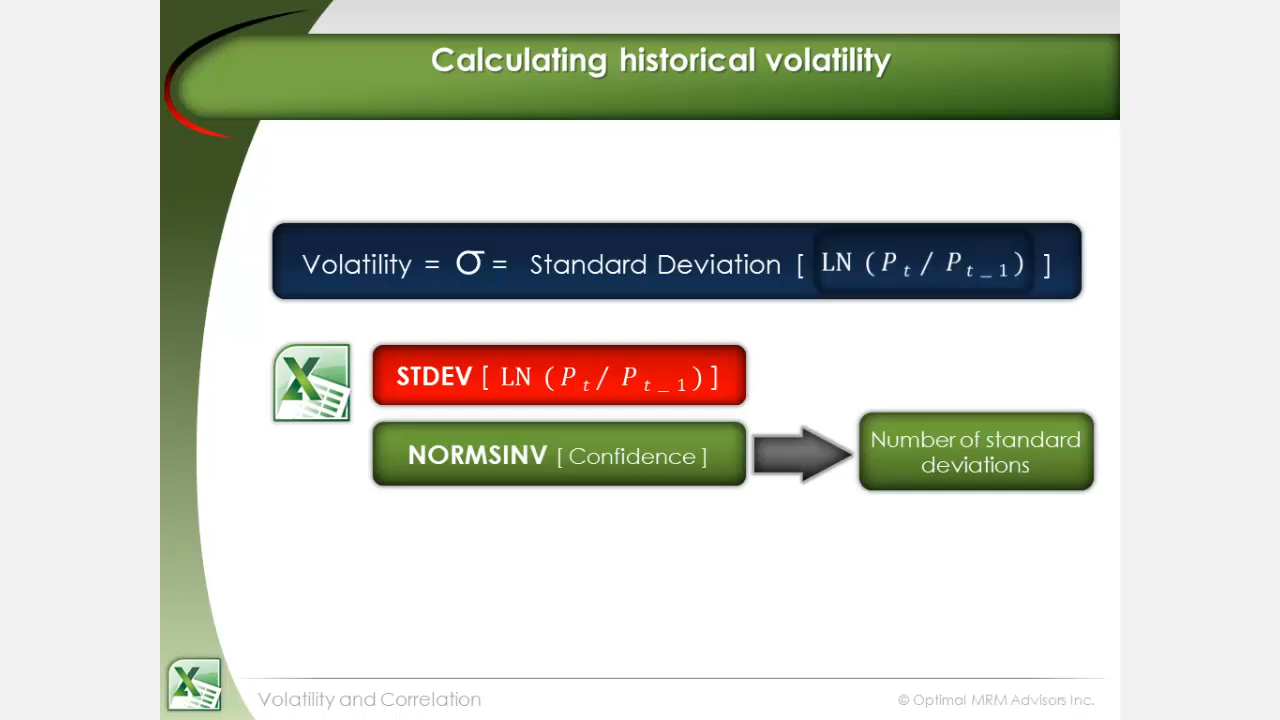 Calculating historical volatility
Volatility = σ = Standard Deviation [ LN ( P t / P t _ 1 ) ]
STDEV [ LN ( P t / P t _ 1 ) ]
NORMSINV [ Confidence ]
Number of standard
deviations
Volatility and Correlation
© Optimal MRM Advisors Inc.